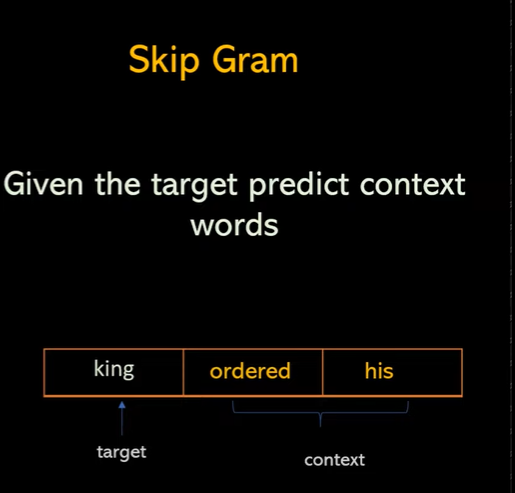 Skip Gram
Given the target predict context
words
king ordered his
target
context